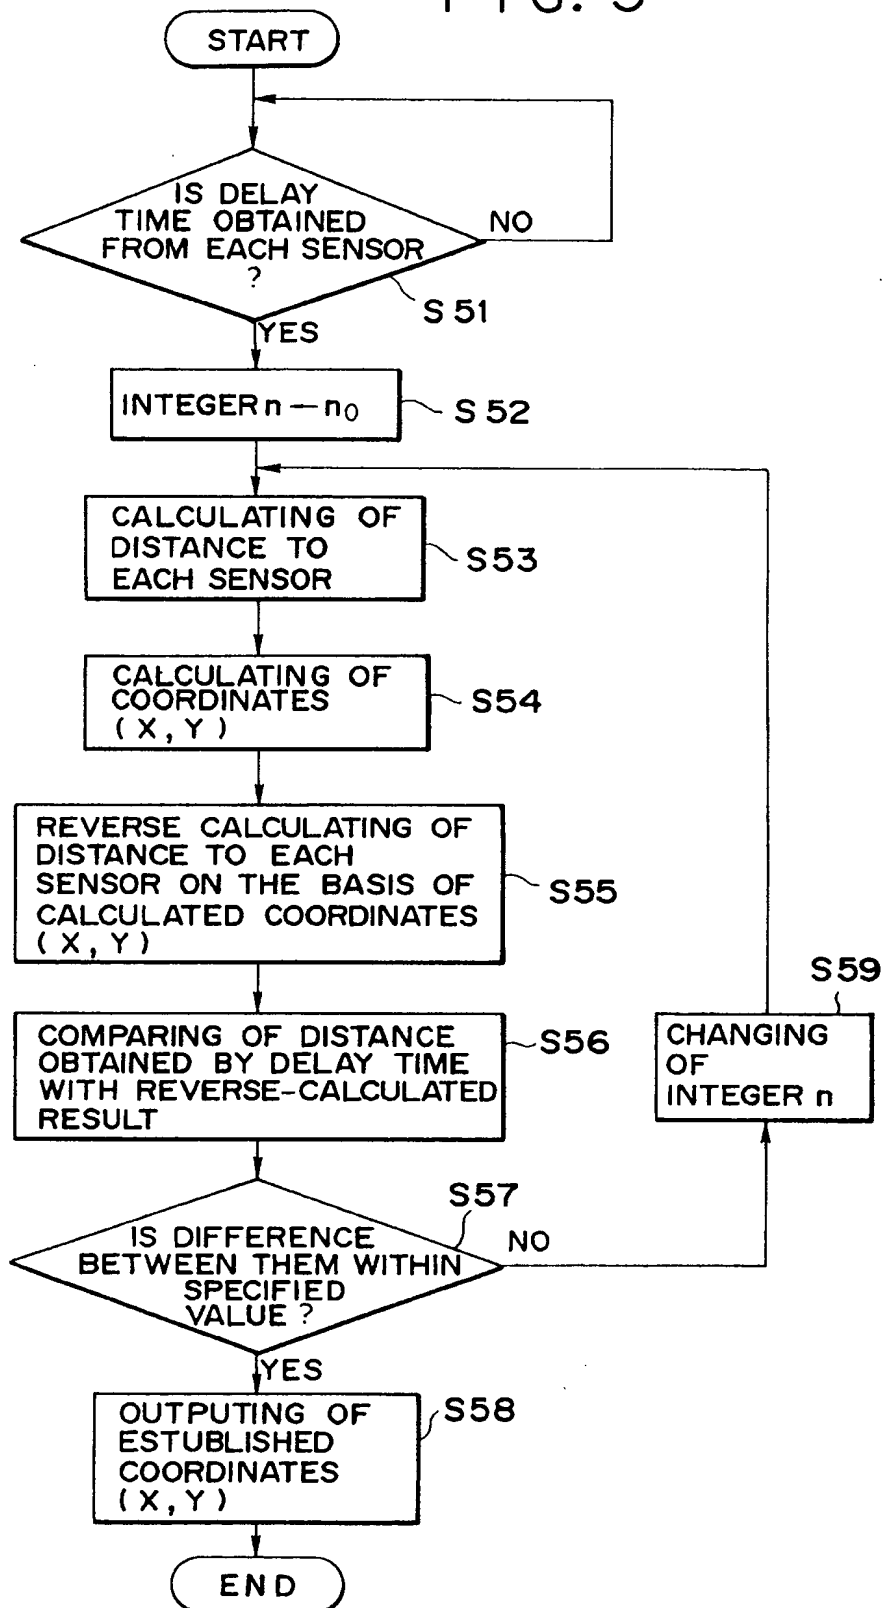 START
IS DELAY
TIME OBTAINED
FROM EACH SENSOR
?
NO
S51
YES
INTEGER n — n0
S52
CALCULATING OF
DISTANCE TO
EACH SENSOR
S53
CALCULATING OF
COORDINATES
(X, Y)
S54
REVERSE CALCULATING OF
DISTANCE TO EACH
SENSOR ON THE BASIS OF
CALCULATED COORDINATES
(X, Y)
S55
COMPARING OF DISTANCE
OBTAINED BY DELAY TIME
WITH REVERSE-CALCULATED
RESULT
S56
S59
CHANGING
OF
INTEGER n
S57
IS DIFFERENCE
BETWEEN THEM WITHIN
SPECIFIED
VALUE?
NO
YES
OUTPUTING OF
ESTUBLISHED
COORDINATES
(X, Y)
S58
END